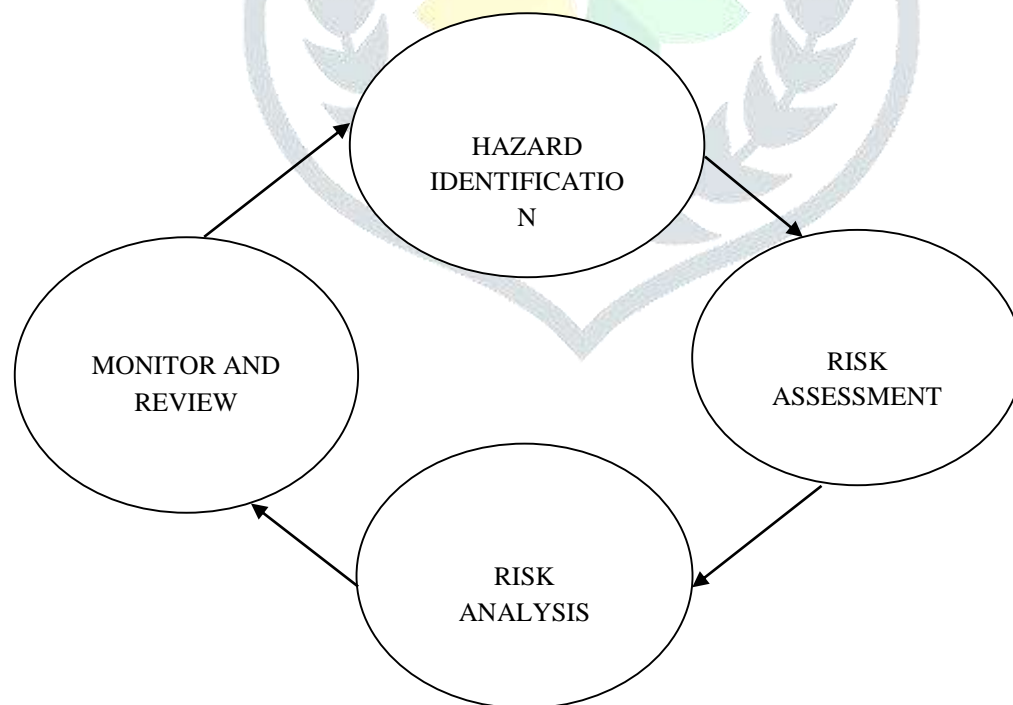 HAZARD
IDENTIFICATIO
N
RISK
ASSESSMENT
RISK
ANALYSIS
MONITOR AND
REVIEW